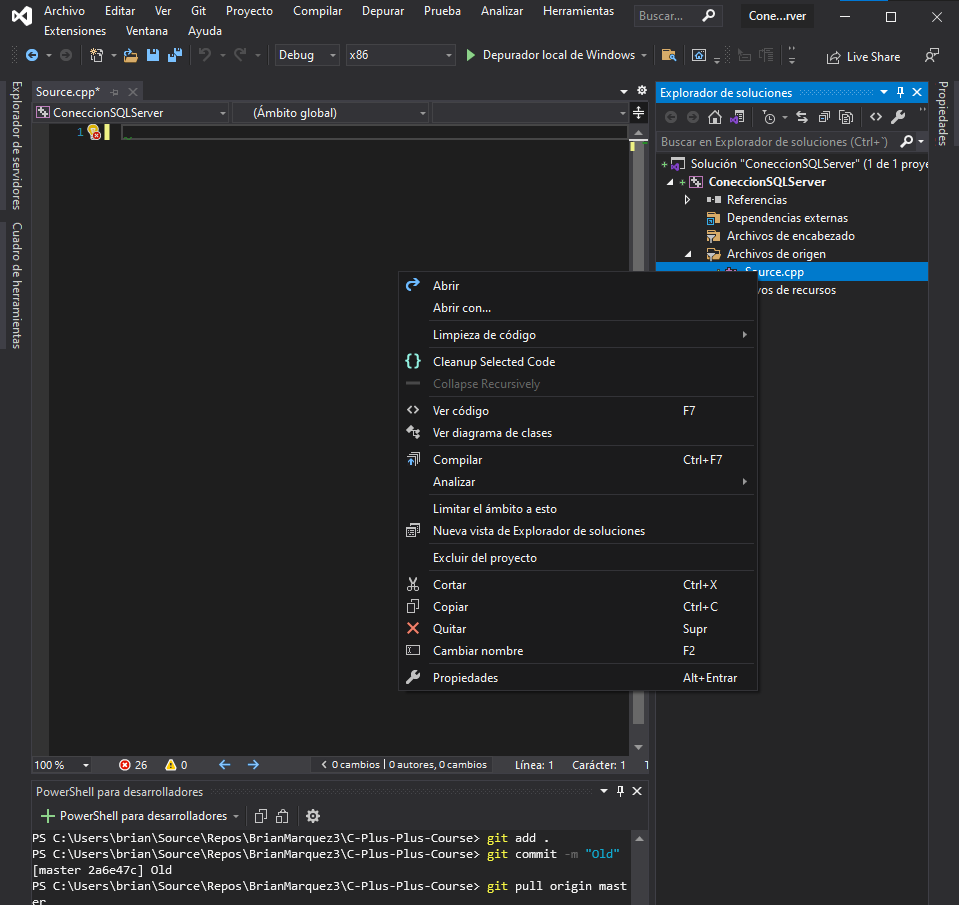 Archivo Editar Ver Git Proyecto Compilar Depurar Prueba Analizar Herramientas Buscar... Cone...rver
Extensiones Ventana Ayuda
Debug x86 Depurador local de Windows Live Share
Explorador de servidores
Cuadro de herramientas
Source.cpp*
ConeccionSQLServer (Ámbito global)
1
Explorador de soluciones
Buscar en Explorador de soluciones (Ctrl+`)
Solución "ConeccionSQLServer" (1 de 1 proye
ConeccionSQLServer
Referencias
Dependencias externas
Archivos de encabezado
Archivos de origen
Source.cpp
vos de recursos
Propiedades
Abrir
Abrir con...
Limpieza de código
Cleanup Selected Code
Collapse Recursively
Ver código F7
Ver diagrama de clases
Compilar Ctrl+F7
Analizar
Limitar el ámbito a esto
Nueva vista de Explorador de soluciones
Excluir del proyecto
Cortar Ctrl+X
Copiar Ctrl+C
Quitar Supr
Cambiar nombre F2
Propiedades Alt+Entrar
100 % 26 0 0 cambios | 0 autores, 0 cambios Línea: 1 Carácter: 1
PowerShell para desarrolladores
PowerShell para desarrolladores
PS C:\Users\brian\Source\Repos\BrianMarquez3\C-Plus-Plus-Course> git add .
PS C:\Users\brian\Source\Repos\BrianMarquez3\C-Plus-Plus-Course> git commit -m "Old"
[master 2a6e47c] Old
PS C:\Users\brian\Source\Repos\BrianMarquez3\C-Plus-Plus-Course> git pull origin mast
er